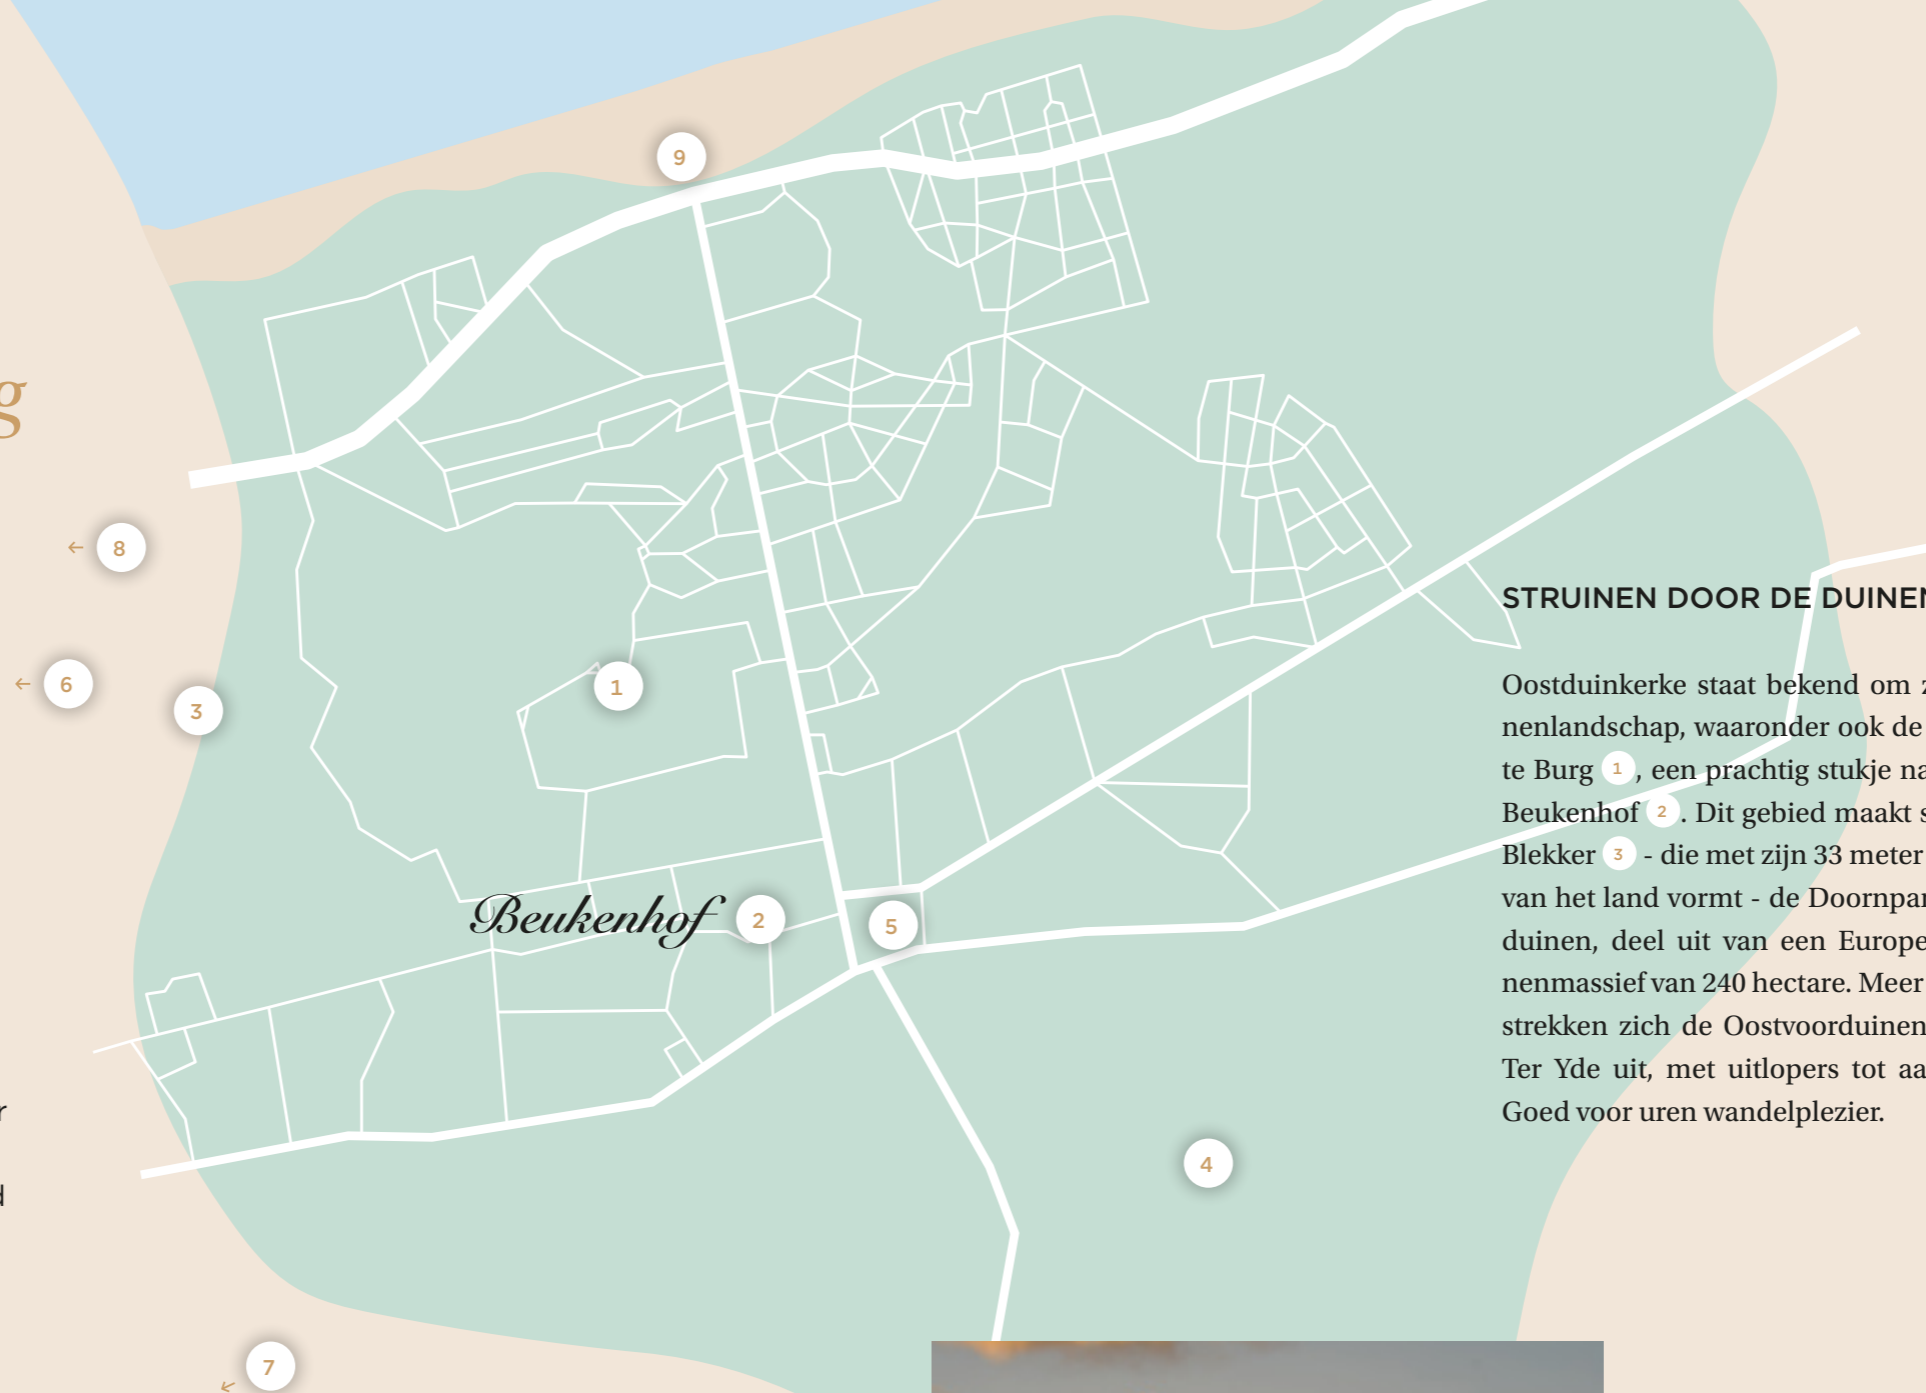 g
9
8
6
3
1
Beukenhof 2
5
4
7
r
d
STRUINEN DOOR DE DUINEN
Oostduinkerke staat bekend om z
nenlandschap, waaronder ook de
te Burg 1, een prachtig stukje na
Beukenhof 2. Dit gebied maakt s
Blekker 3 - die met zijn 33 meter
van het land vormt - de Doornpan
duinen, deel uit van een Europe
nenmassief van 240 hectare. Meer
strekken zich de Oostvoorduinen
Ter Yde uit, met uitlopers tot aa
Goed voor uren wandelplezier.